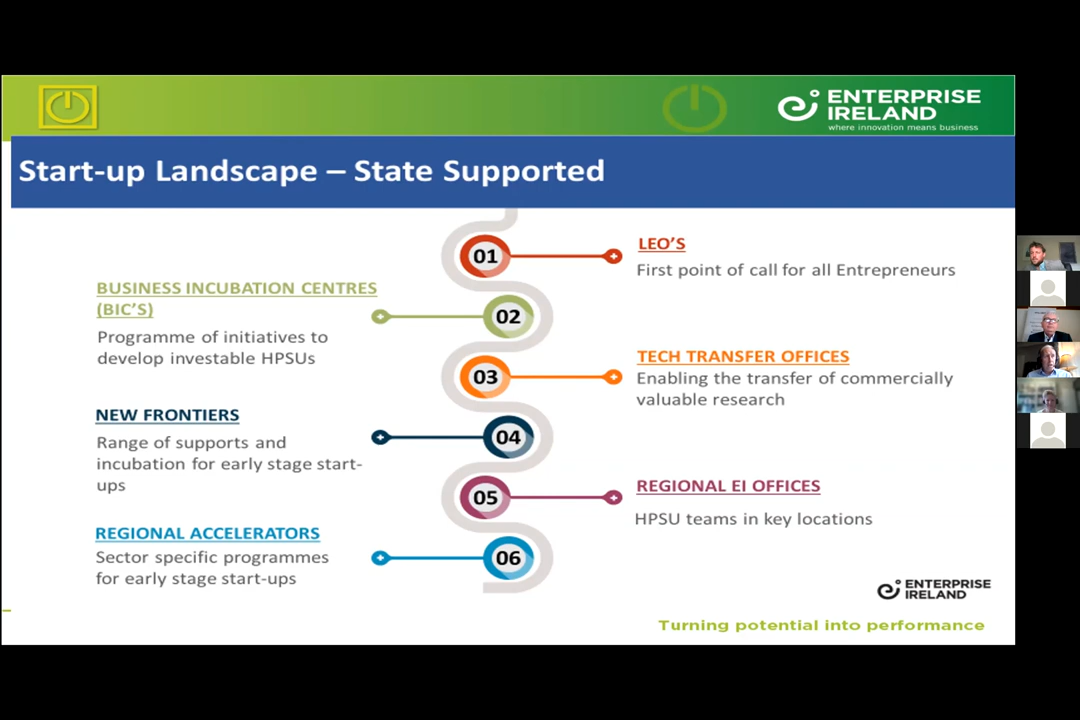 ENTERPRISE
IRELAND
where innovation means business
Start-up Landscape – State Supported
01
LEO'S
First point of call for all Entrepreneurs
BUSINESS INCUBATION CENTRES
(BIC'S)
Programme of initiatives to
develop investable HPSUs
02
03
TECH TRANSFER OFFICES
Enabling the transfer of commercially
valuable research
NEW FRONTIERS
Range of supports and
incubation for early stage start-
ups
04
05
REGIONAL EI OFFICES
HPSU teams in key locations
REGIONAL ACCELERATORS
Sector specific programmes
for early stage start-ups
06
ENTERPRISE
IRELAND
Turning potential into performance